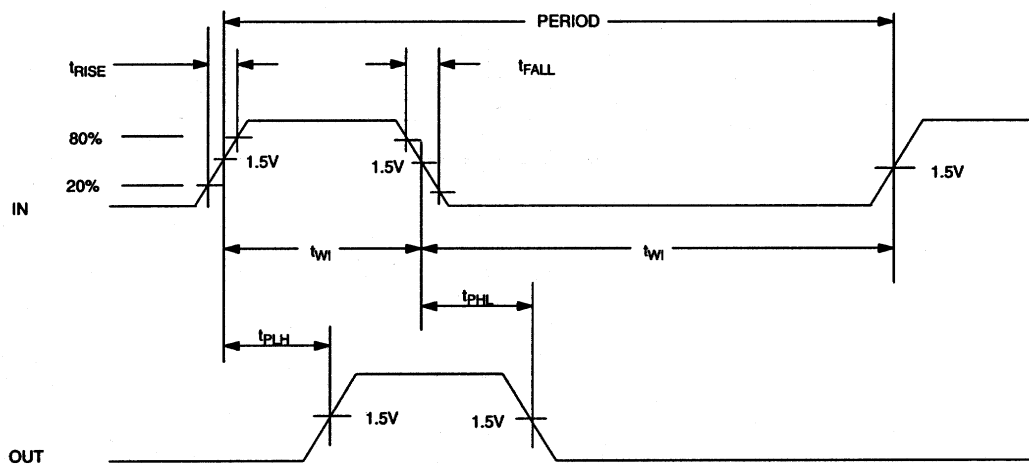 PERIOD
tRISE
tFALL
80%
1.5V
1.5V
1.5V
20%
IN
tWI
tWI
tPHL
tPLH
1.5V
1.5V
OUT